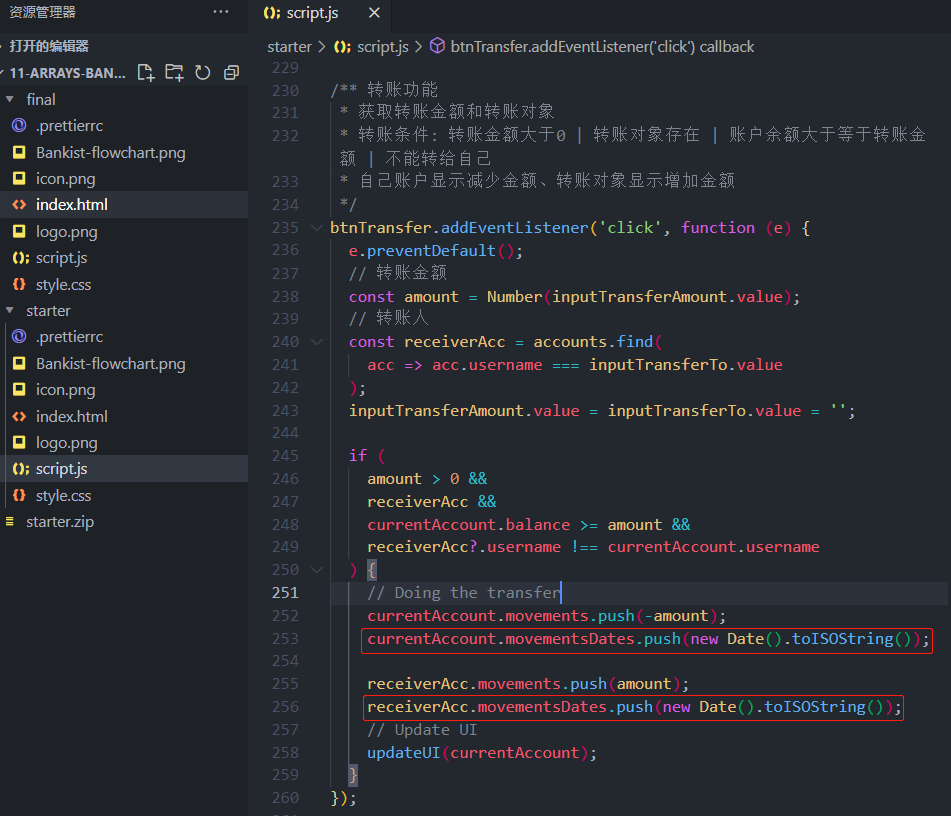 资源管理器
···
打开的编辑器
11-ARRAYS-BAN...
final
.prettierrc
Bankist-flowchart.png
icon.png
index.html
logo.png
script.js
style.css
starter
.prettierrc
Bankist-flowchart.png
icon.png
index.html
logo.png
script.js
style.css
starter.zip
script.js
starter > script.js > btnTransfer.addEventListener('click') callback
229
230 /** 转账功能
231 * 获取转账金额和转账对象
232 * 转账条件: 转账金额大于0 | 转账对象存在 | 账户余额大于等于转账金
额 | 不能转给自己
233 * 自己账户显示减少金额、转账对象显示增加金额
234 */
235 btnTransfer.addEventListener('click', function (e) {
236 e.preventDefault();
237 // 转账金额
238 const amount = Number(inputTransferAmount.value);
239 // 转账人
240 const receiverAcc = accounts.find(
241 acc => acc.username === inputTransferTo.value
242 );
243 inputTransferAmount.value = inputTransferTo.value = '';
244
245 if (
246 amount > 0 &&
247 receiverAcc &&
248 currentAccount.balance >= amount &&
249 receiverAcc?.username !== currentAccount.username
250 ) {
251 // Doing the transfer
252 currentAccount.movements.push(-amount);
253 currentAccount.movementsDates.push(new Date().toISOString());
254
255 receiverAcc.movements.push(amount);
256 receiverAcc.movementsDates.push(new Date().toISOString());
257 // Update UI
258 updateUI(currentAccount);
259 }
260 });